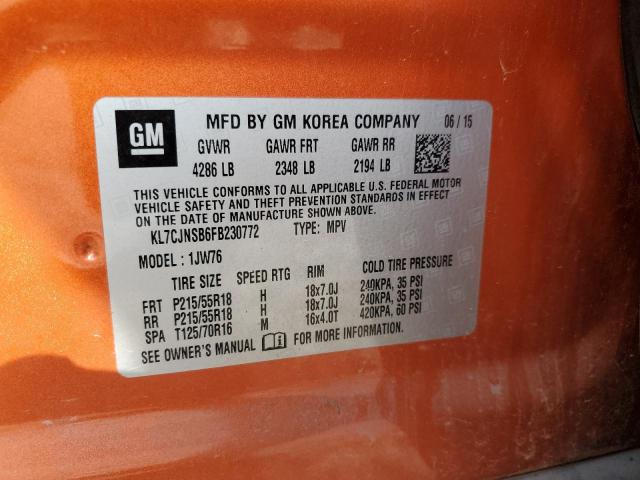 GM
MFD BY GM KOREA COMPANY 06 / 15
GVWR GAWR FRT GAWR RR
4286 LB 2348 LB 2194 LB
THIS VEHICLE CONFORMS TO ALL APPLICABLE U.S. FEDERAL MOTOR
VEHICLE SAFETY AND THEFT PREVENTION STANDARDS IN EFFECT
ON THE DATE OF MANUFACTURE SHOWN ABOVE.
KL7CJNSB6FB230772 TYPE: MPV
MODEL : 1JW76
TIRE SIZE SPEED RTG RIM COLD TIRE PRESSURE
FRT P215/55R18 H 18x7.0J 240KPA, 35 PSI
RR P215/55R18 H 18x7.0J 240KPA, 35 PSI
SPA T125/70R16 M 16x4.0T 420KPA, 60 PSI
SEE OWNER'S MANUAL FOR MORE INFORMATION.